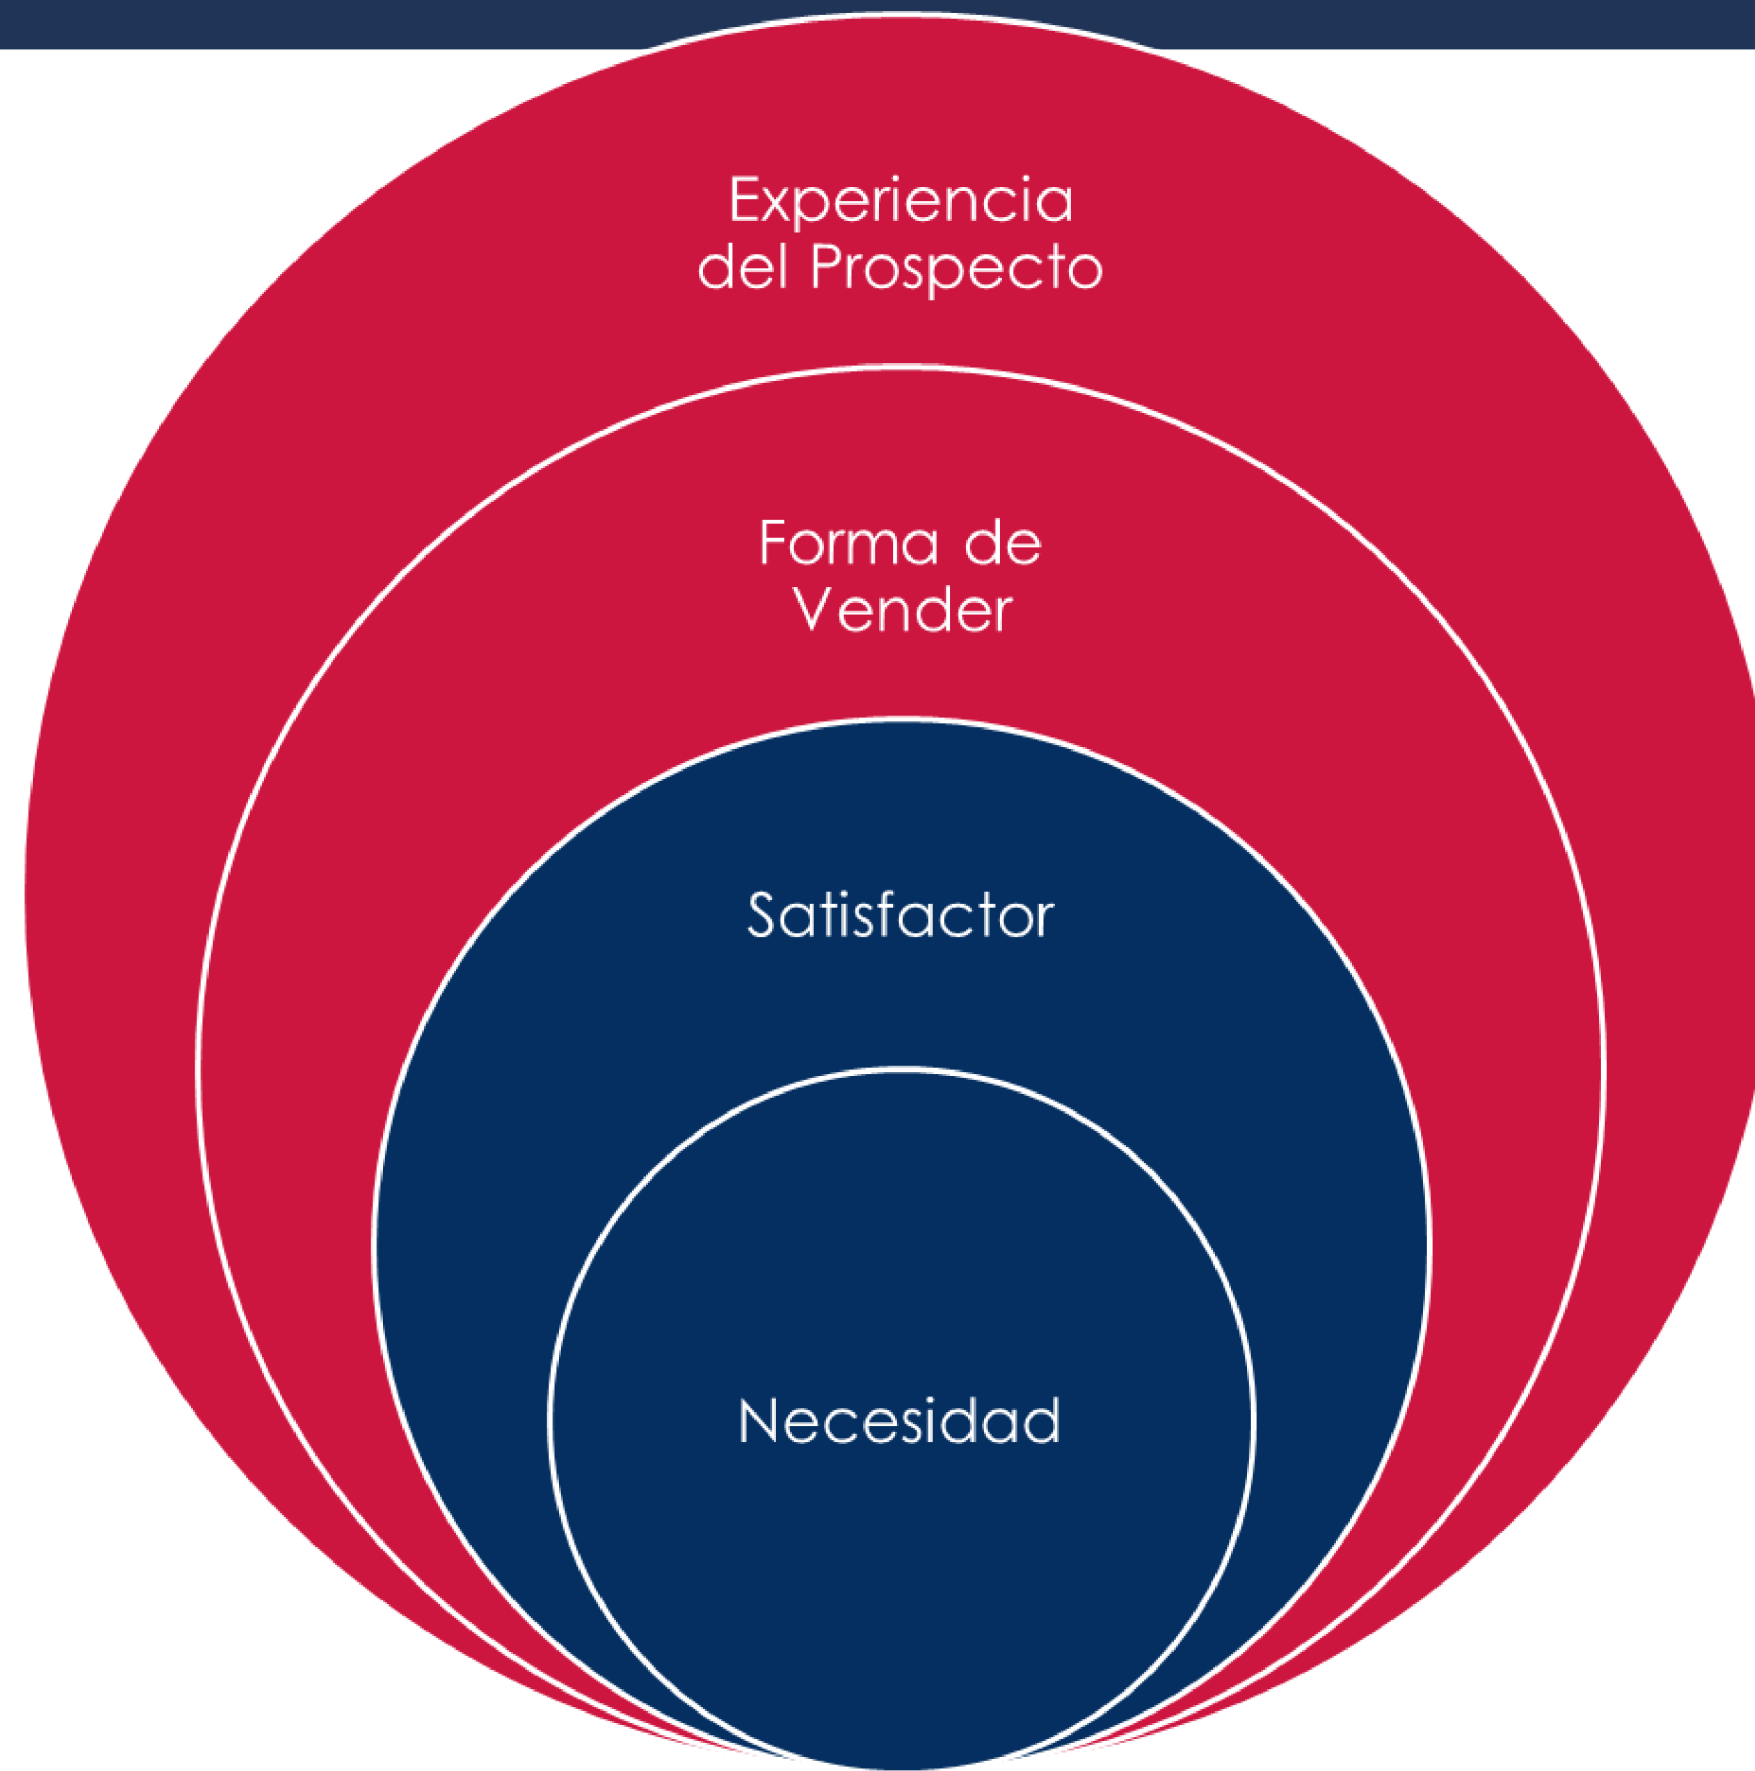 Experiencia
del Prospecto
Forma de
Vender
Satisfactor
Necesidad